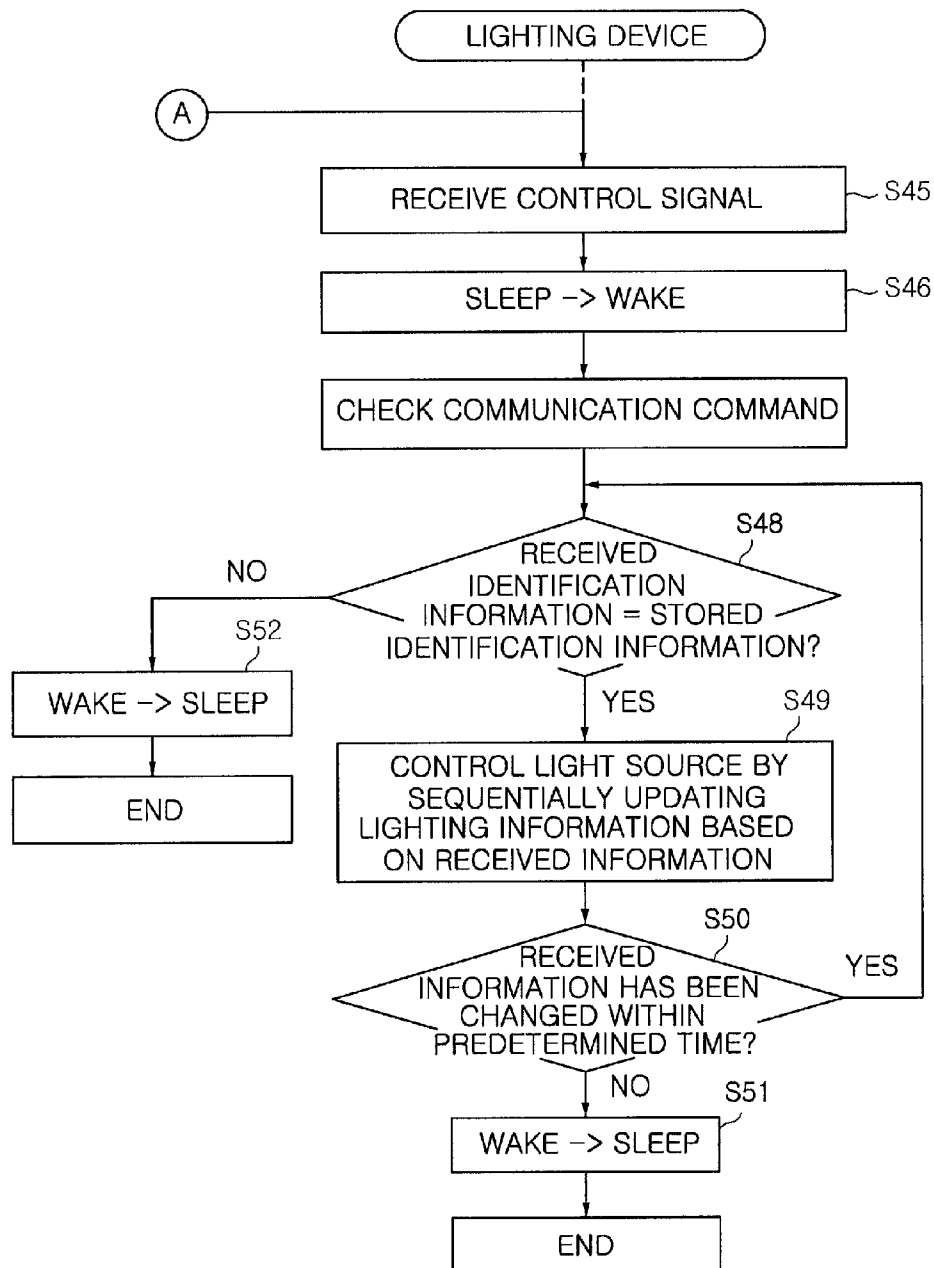 LIGHTING DEVICE
A
RECEIVE CONTROL SIGNAL
S45
SLEEP -> WAKE
S46
CHECK COMMUNICATION COMMAND
S48
RECEIVED
IDENTIFICATION
INFORMATION = STORED
IDENTIFICATION INFORMATION?
NO
S52
WAKE -> SLEEP
END
YES
S49
CONTROL LIGHT SOURCE BY
SEQUENTIALLY UPDATING
LIGHTING INFORMATION BASED
ON RECEIVED INFORMATION
S50
RECEIVED
INFORMATION HAS BEEN
CHANGED WITHIN
PREDETERMINED TIME?
YES
NO
S51
WAKE -> SLEEP
END